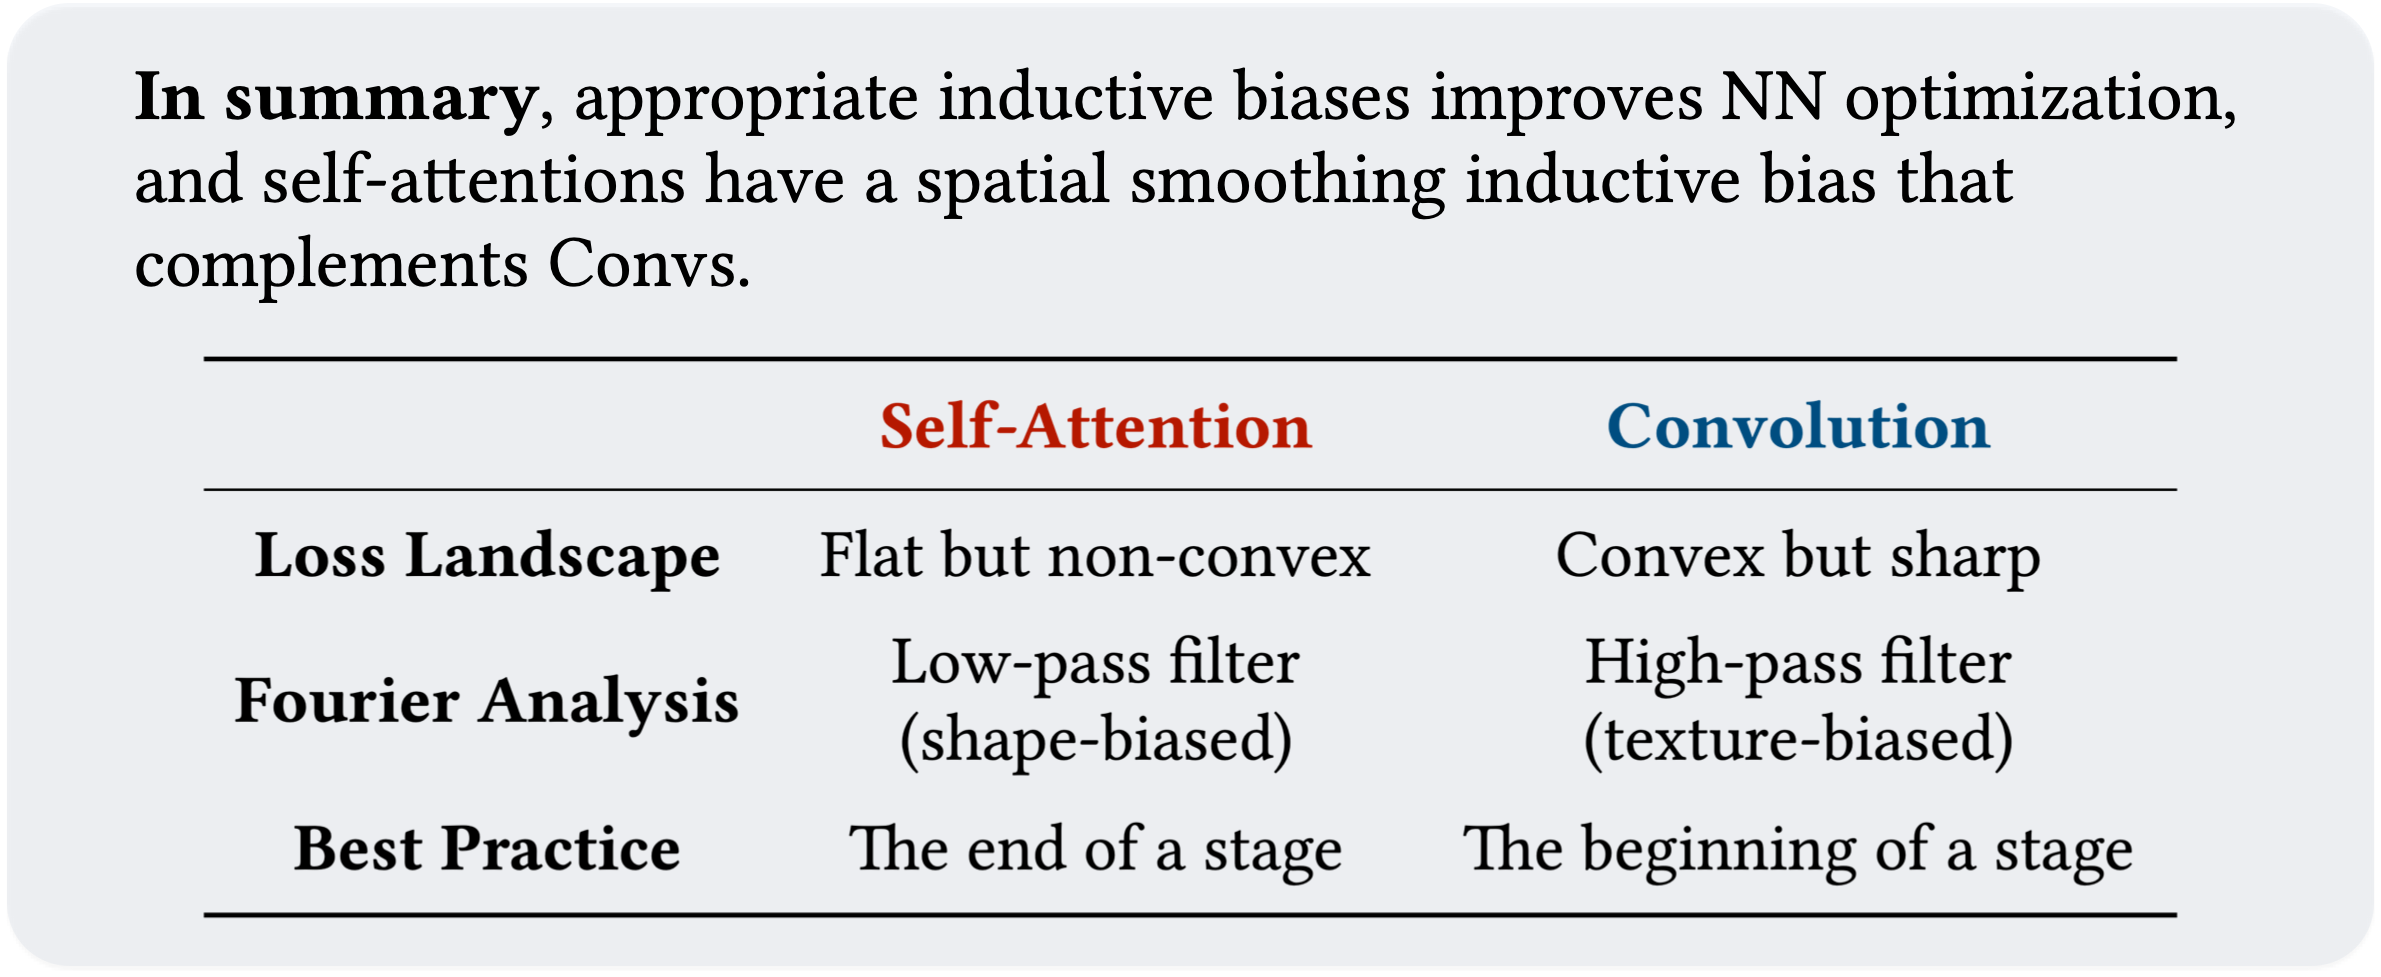 In summary, appropriate inductive biases improves NN optimization,
and self-attentions have a spatial smoothing inductive bias that
complements Convs.
Self-Attention Convolution
Loss Landscape Flat but non-convex Convex but sharp
Fourier Analysis Low-pass filter (shape-biased) High-pass filter (texture-biased)
Best Practice The end of a stage The beginning of a stage